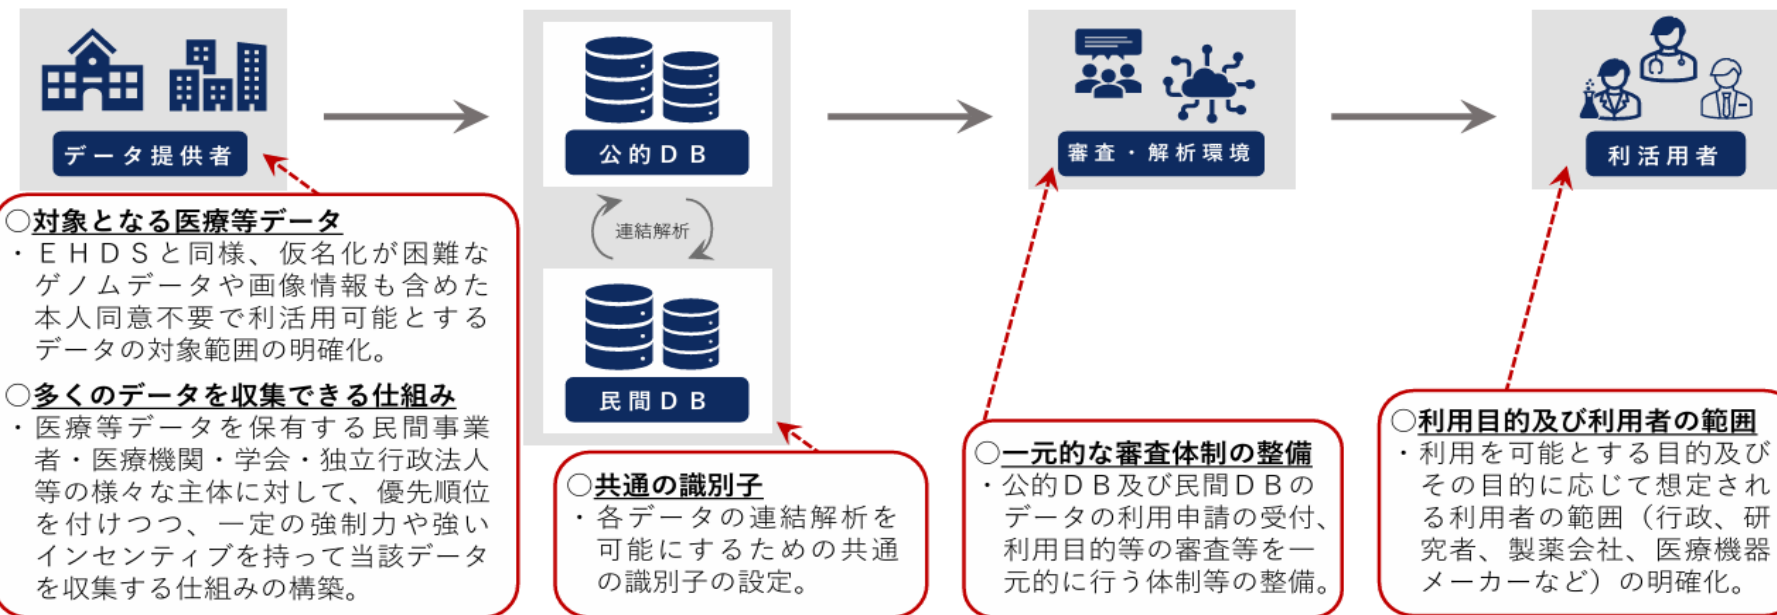 データ提供者
公的ＤＢ
連結解析
民間ＤＢ
審査・解析環境
利活用者
○対象となる医療等データ
・ＥＨＤＳと同様、仮名化が困難な
ゲノムデータや画像情報も含めた
本人同意不要で利活用可能とする
データの対象範囲の明確化。
○多くのデータを収集できる仕組み
・医療等データを保有する民間事業
者・医療機関・学会・独立行政法人
等の様々な主体に対して、優先順位
を付けつつ、一定の強制力や強い
インセンティブを持って当該データ
を収集する仕組みの構築。
○共通の識別子
・各データの連結解析を
可能にするための共通
の識別子の設定。
○一元的な審査体制の整備
・公的ＤＢ及び民間ＤＢの
データの利用申請の受付、
利用目的等の審査等を一
元的に行う体制等の整備。
○利用目的及び利用者の範囲
・利用を可能とする目的及び
その目的に応じて想定され
る利用者の範囲（行政、研
究者、製薬会社、医療機器
メーカーなど）の明確化。